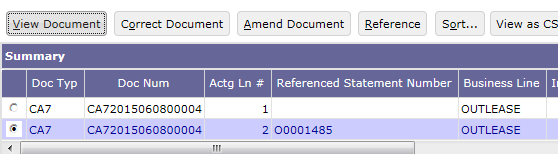 View Document Correct Document Amend Document Reference Sort... View as CS
Summary
Doc Typ Doc Num Actg Ln # Referenced Statement Number Business Line In
CA7 CA72015060800004 1 OUTLEASE
CA7 CA72015060800004 2 O0001485 OUTLEASE